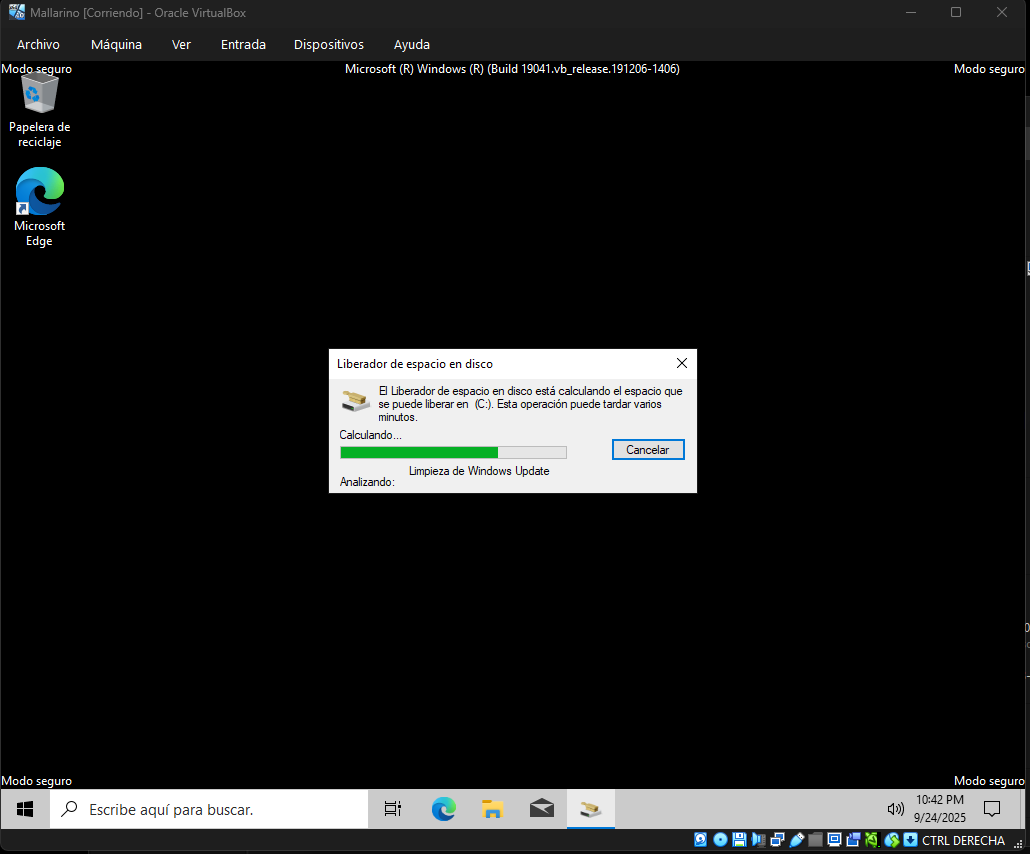 Mallarino [Corriendo] - Oracle VirtualBox
Archivo Máquina Ver Entrada Dispositivos Ayuda
Modo seguro Microsoft (R) Windows (R) (Build 19041.vb_release.191206-1406) Modo seguro
Papelera de
reciclaje
Microsoft
Edge
Liberador de espacio en disco
El Liberador de espacio en disco está calculando el espacio que
se puede liberar en (C:). Esta operación puede tardar varios
minutos.
Calculando...
Cancelar
Limpieza de Windows Update
Analizando:
Modo seguro Modo seguro
Escribe aquí para buscar.
10:42 PM
9/24/2025
CTRL DERECHA